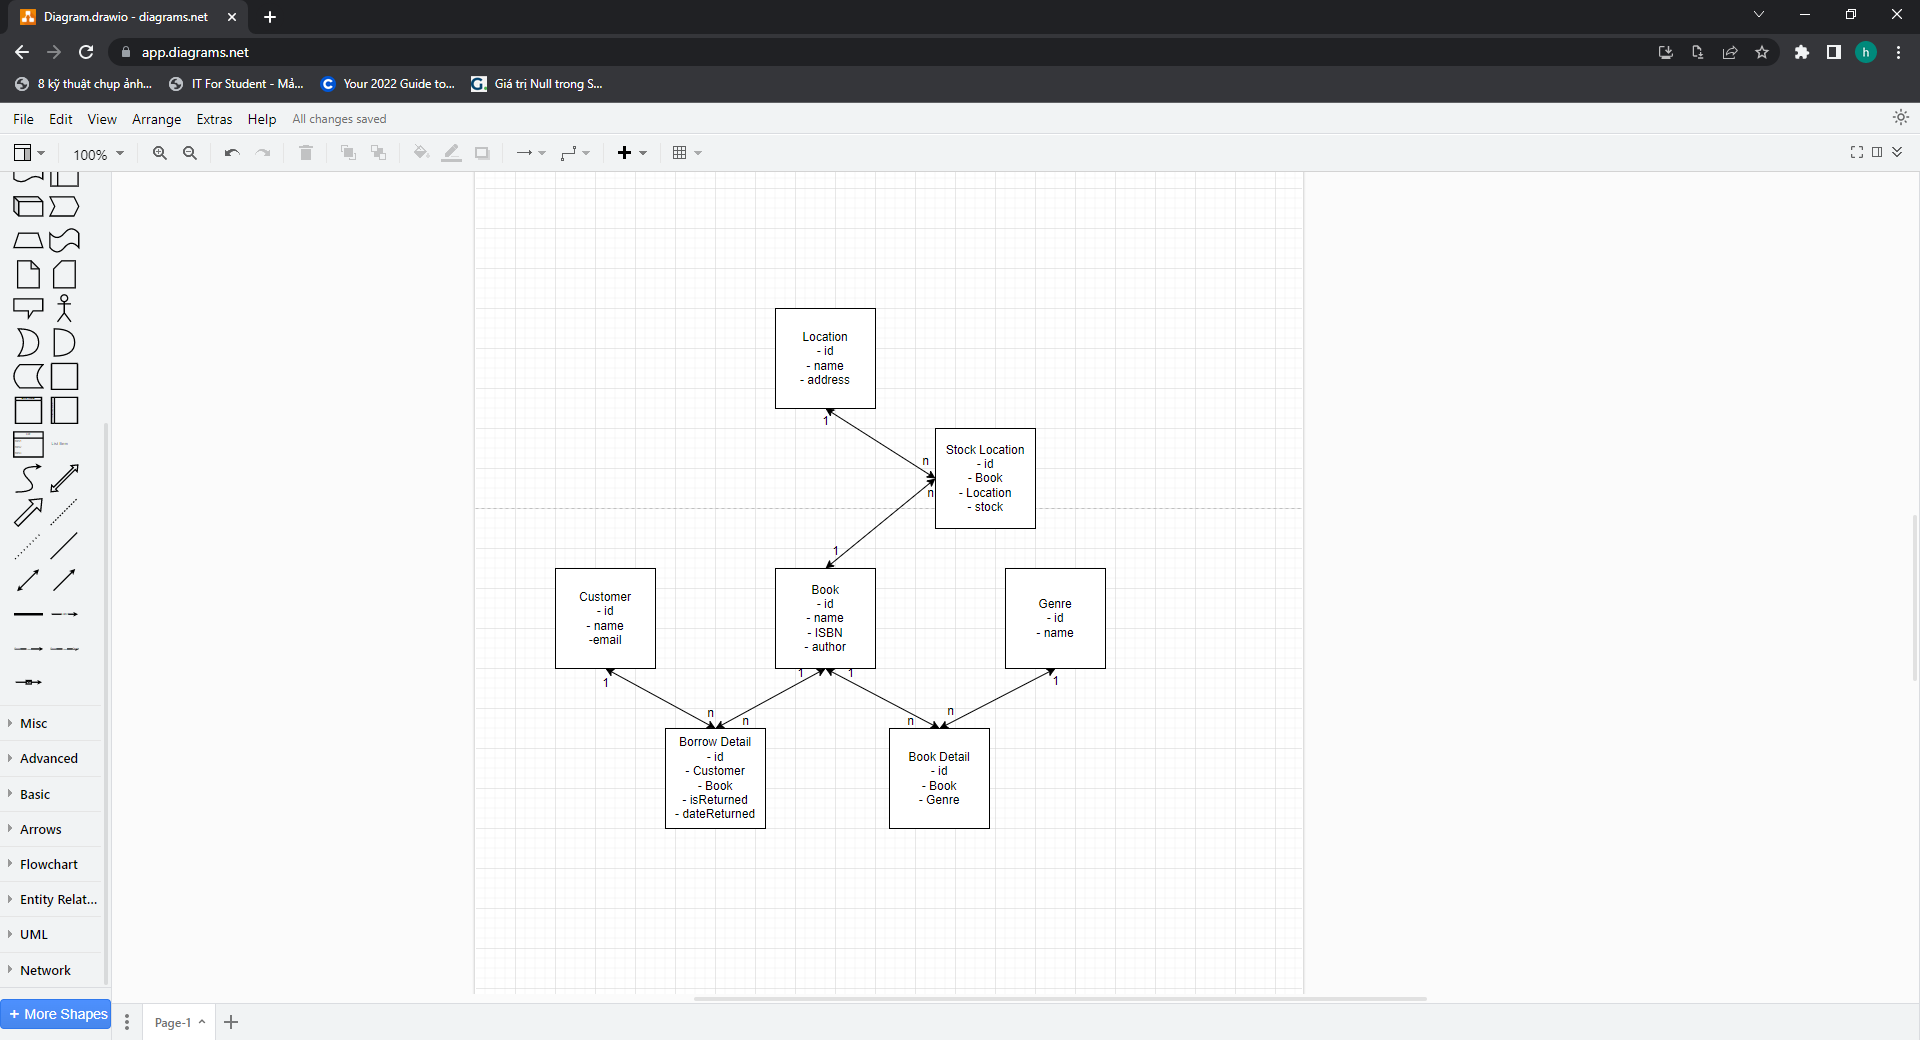 Diagram.drawio - diagrams.net
app.diagrams.net
h
8 kỹ thuật chụp ảnh...
IT For Student - Mả...
C
Your 2022 Guide to...
G.
Giá trị Null trong S...
File Edit View Arrange Extras Help All changes saved
100%
Location
- id
- name
- address
1
n
Stock Location
- id
- Book
- Location
- stock
n
1
Customer
- id
- name
-email
Book
- id
- name
- ISBN
- author
Genre
- id
- name
1
1
1
1
n
n
n
n
Borrow Detail
- id
- Customer
- Book
- isReturned
- dateReturned
Book Detail
- id
- Book
- Genre
Misc
Advanced
Basic
Arrows
Flowchart
Entity Relat...
UML
Network
+ More Shapes
Page-1